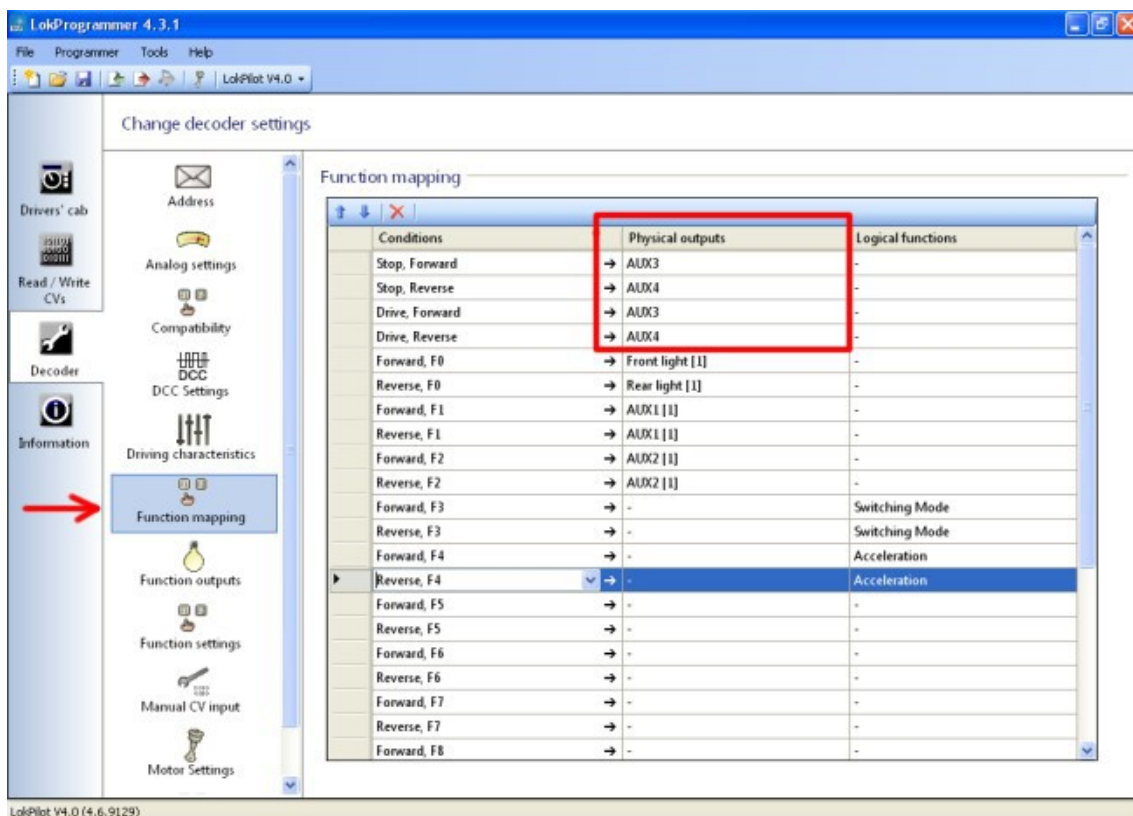 LokProgrammer 4.3.1
File Programmer Tools Help
LokPilot V4.0
Change decoder settings
Drivers' cab
Read / Write
CVs
Decoder
Information
Address
Analog settings
Compatibility
DCC
DCC Settings
Driving characteristics
Function mapping
Function outputs
Function settings
Manual CV input
Motor Settings
Function mapping
Conditions Physical outputs Logical functions
Stop, Forward → AUX3 -
Stop, Reverse → AUX4 -
Drive, Forward → AUX3 -
Drive, Reverse → AUX4 -
Forward, F0 → Front light [1] -
Reverse, F0 → Rear light [1] -
Forward, F1 → AUX1 [1] -
Reverse, F1 → AUX1 [1] -
Forward, F2 → AUX2 [1] -
Reverse, F2 → AUX2 [1] -
Forward, F3 → - Switching Mode
Reverse, F3 → - Switching Mode
Forward, F4 → - Acceleration
Reverse, F4 → - Acceleration
Forward, F5 → - -
Reverse, F5 → - -
Forward, F6 → - -
Reverse, F6 → - -
Forward, F7 → - -
Reverse, F7 → - -
Forward, F8 → - -
LokPilot V4.0 (4.6.9129)